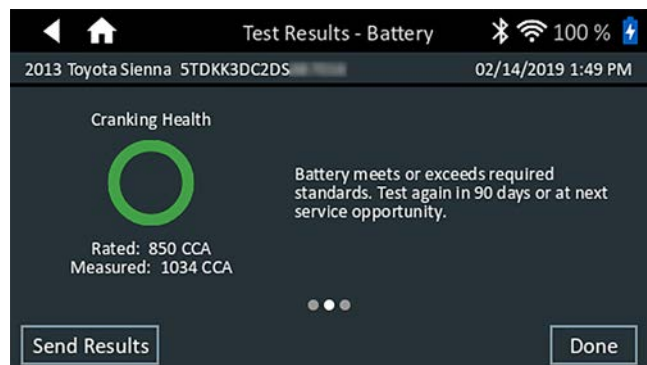 Test Results - Battery 100 %
2013 Toyota Sienna 5TDKK3DC2DS 02/14/2019 1:49 PM
Cranking Health
Battery meets or exceeds required
standards. Test again in 90 days or at next
service opportunity.
Rated: 850 CCA
Measured: 1034 CCA
Send Results Done